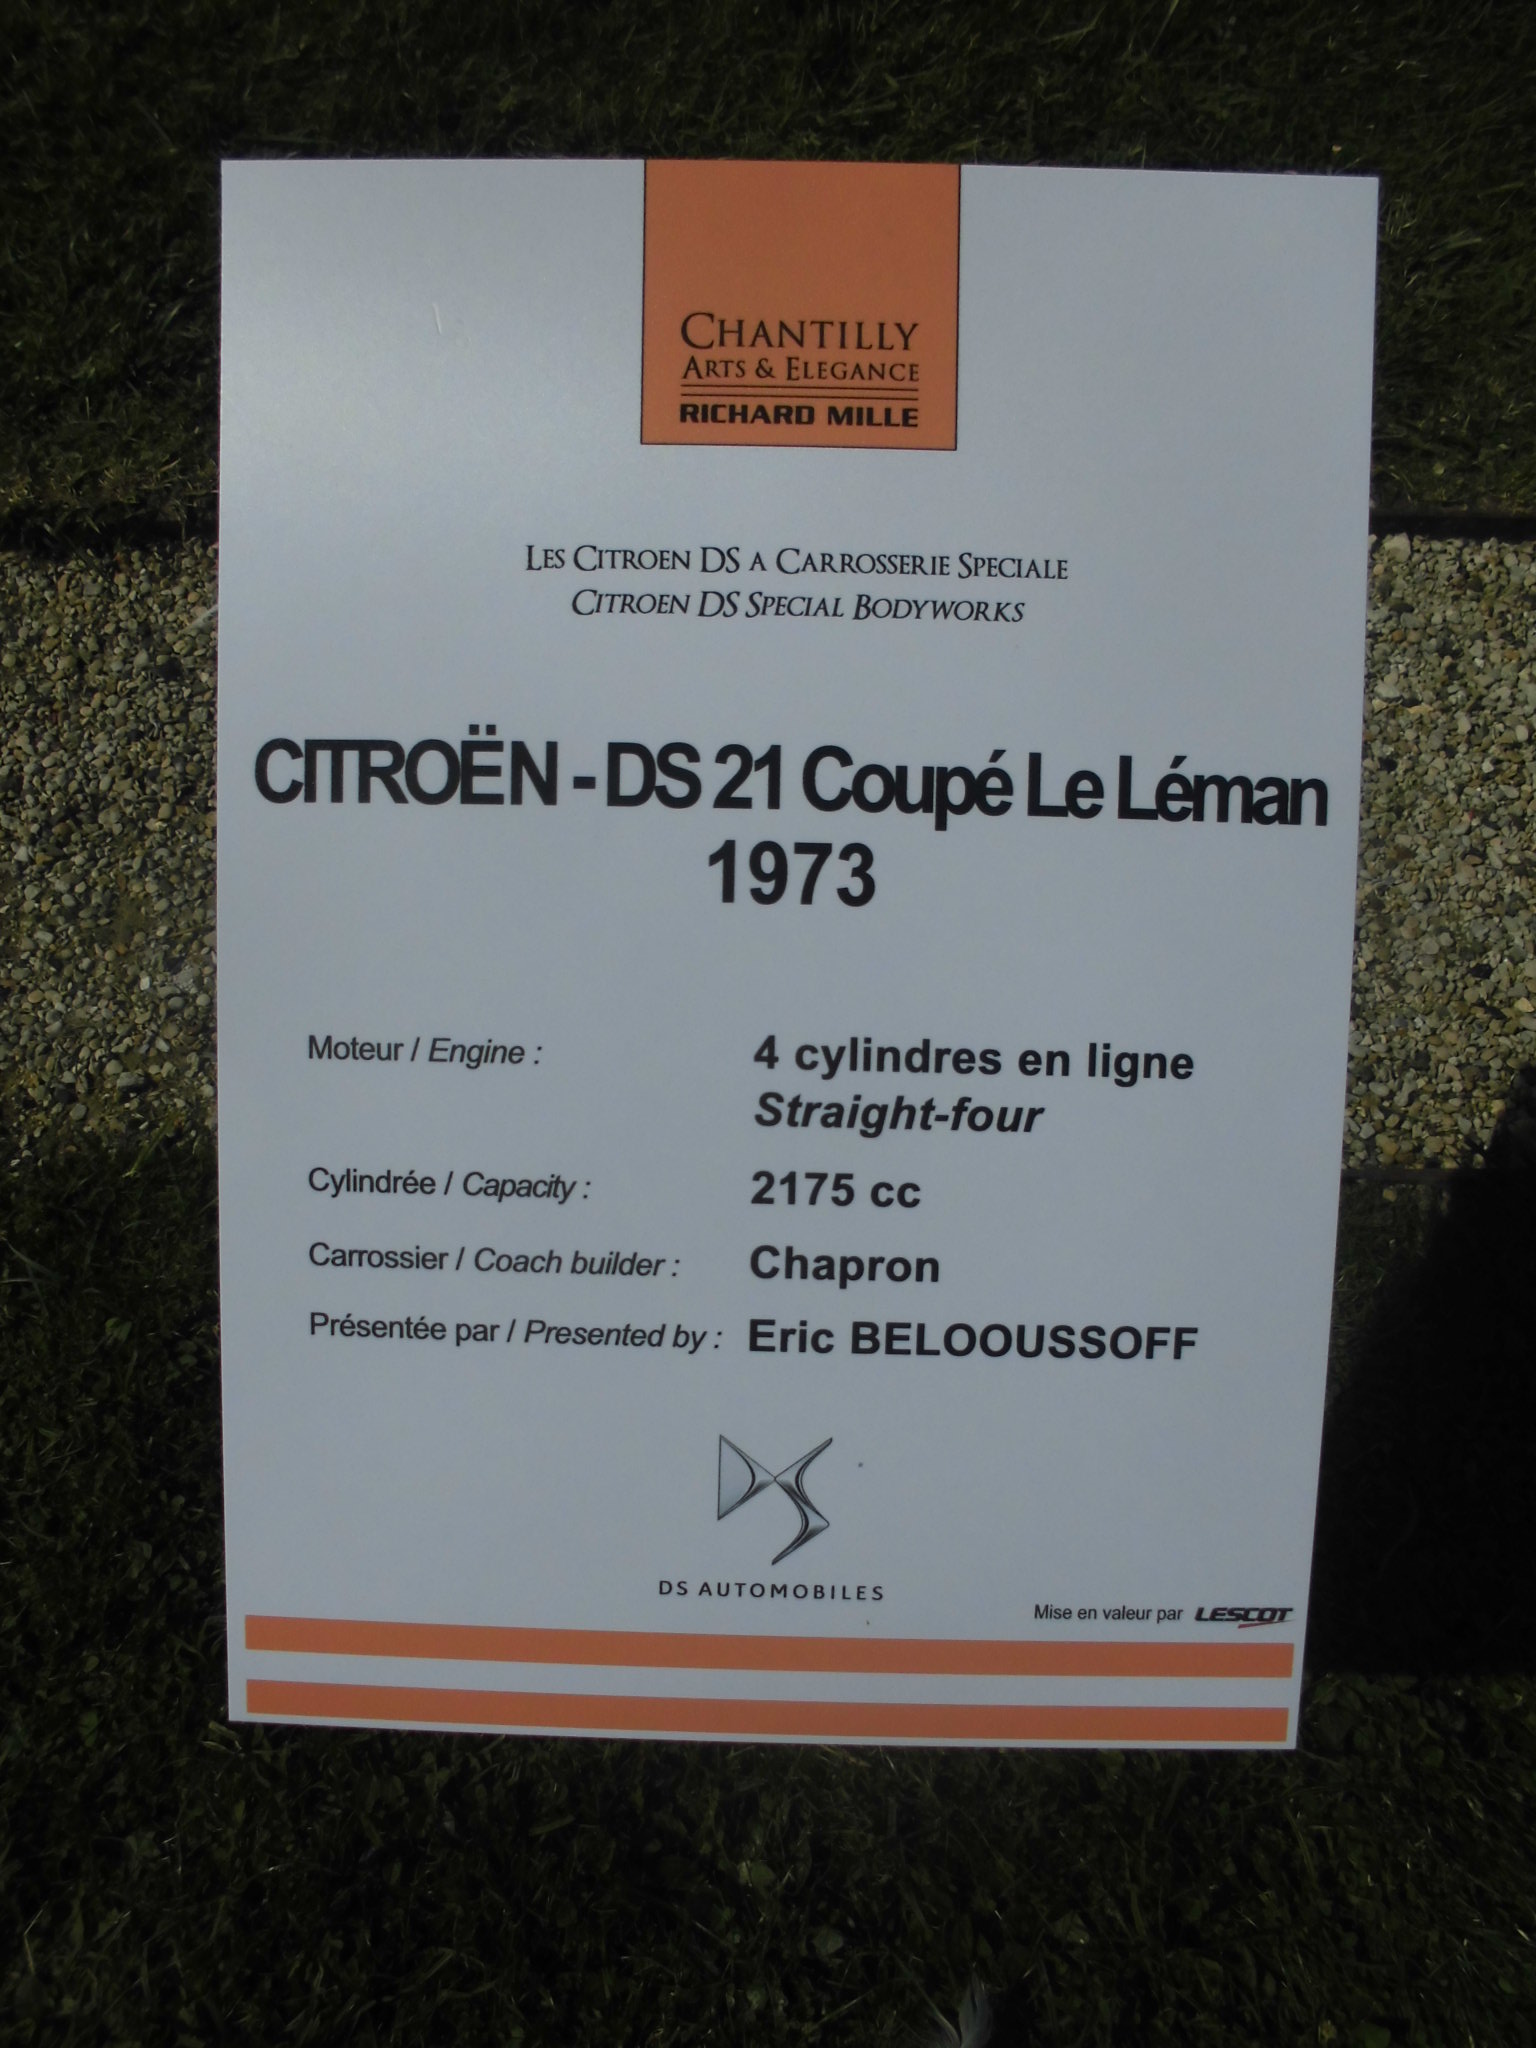 CHANTILLY
ARTS & ELEGANCE
RICHARD MILLE
LES CITROEN DS A CARROSSERIE SPECIALE
CITROEN DS SPECIAL BODYWORKS
CITROËN - DS 21 Coupé Le Léman
1973
Moteur / Engine : 4 cylindres en ligne
Straight-four
Cylindrée / Capacity : 2175 cc
Carrossier / Coach builder : Chapron
Présentée par / Presented by : Eric BELOOUSSOFF
DS AUTOMOBILES
Mise en valeur par LESCOT